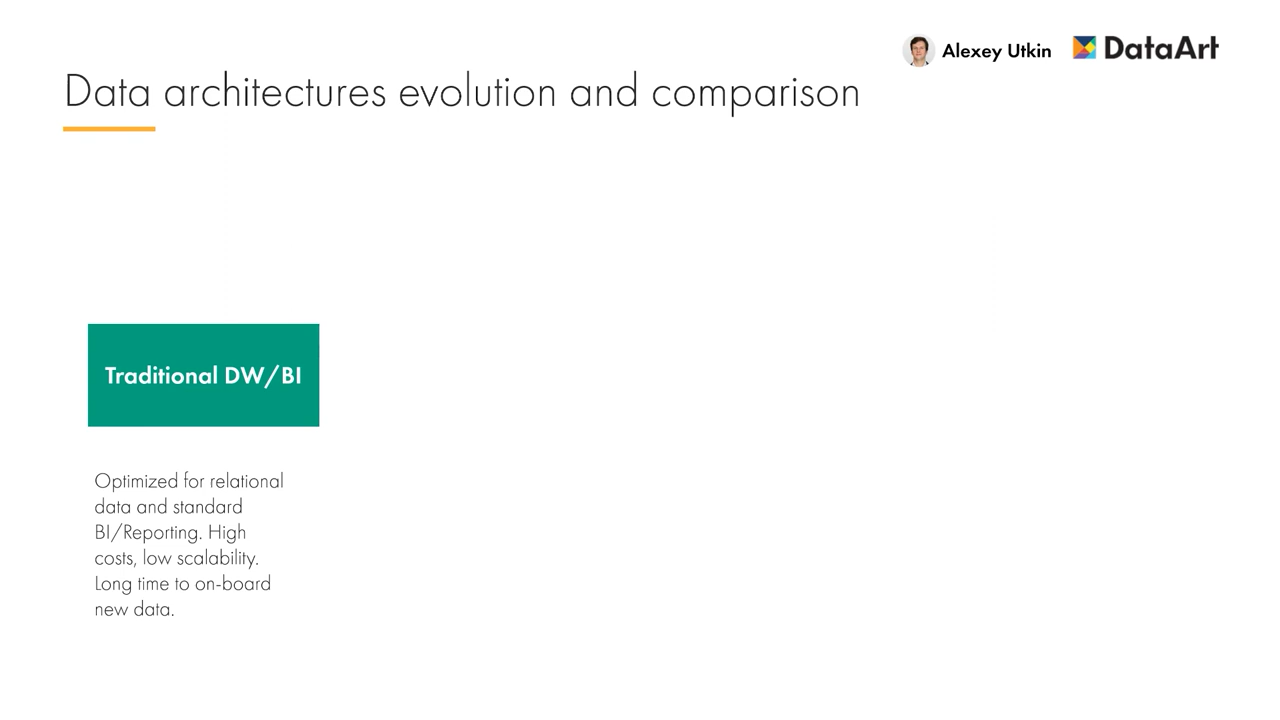 Alexey Utkin
DataArt
Data architectures evolution and comparison
Traditional DW/BI
Optimized for relational
data and standard
BI/Reporting. High
costs, low scalability.
Long time to on-board
new data.